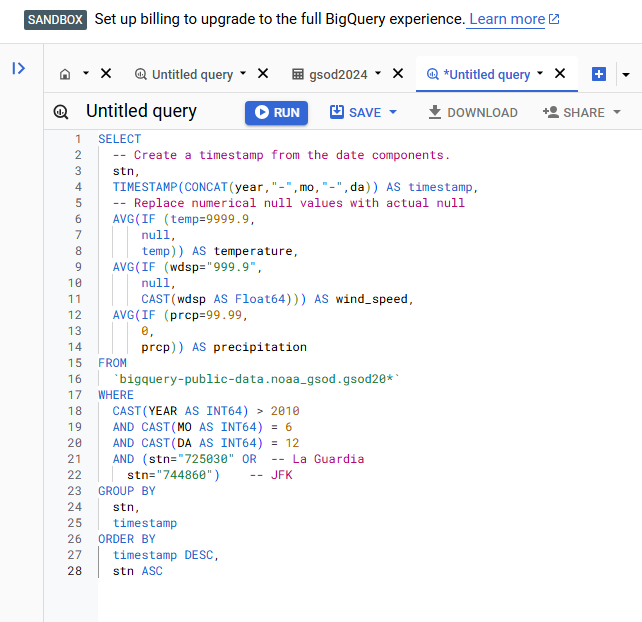 SANDBOX Set up billing to upgrade to the full BigQuery experience. Learn more
Untitled query gsod2024 *Untitled query
Untitled query RUN SAVE DOWNLOAD SHARE
1 SELECT
2 -- Create a timestamp from the date components.
3 stn,
4 TIMESTAMP(CONCAT(year,"-",mo,"-",da)) AS timestamp,
5 -- Replace numerical null values with actual null
6 AVG(IF (temp=9999.9,
7 null,
8 temp)) AS temperature,
9 AVG(IF (wdsp="999.9",
10 null,
11 CAST(wdsp AS Float64))) AS wind_speed,
12 AVG(IF (prcp=99.99,
13 0,
14 prcp)) AS precipitation
15 FROM
16 `bigquery-public-data.noaa_gsod.gsod20*`
17 WHERE
18 CAST(YEAR AS INT64) > 2010
19 AND CAST(MO AS INT64) = 6
20 AND CAST(DA AS INT64) = 12
21 AND (stn="725030" OR -- La Guardia
22 stn="744860") -- JFK
23 GROUP BY
24 stn,
25 timestamp
26 ORDER BY
27 timestamp DESC,
28 stn ASC